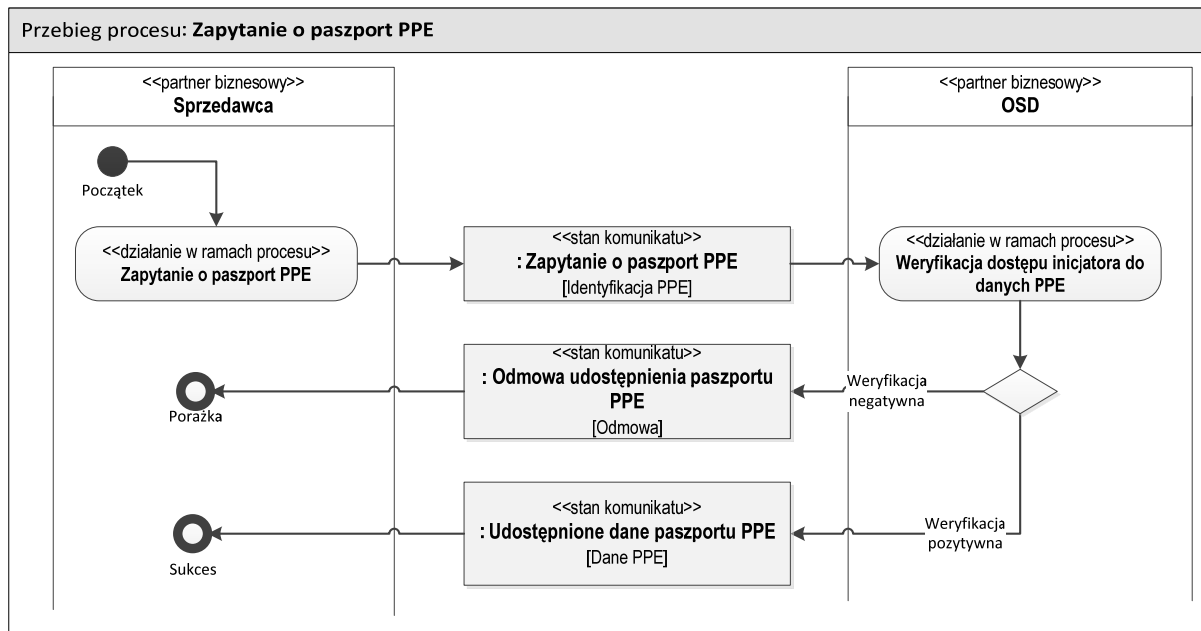 Przebieg procesu: Zapytanie o paszport PPE
<<partner biznesowy>>
Sprzedawca
<<partner biznesowy>>
OSD
Początek
<<działanie w ramach procesu>>
Zapytanie o paszport PPE
<<stan komunikatu>>
: Zapytanie o paszport PPE
[Identyfikacja PPE]
<<działanie w ramach procesu>>
Weryfikacja dostępu inicjatora do
danych PPE
Porażka
<<stan komunikatu>>
: Odmowa udostępnienia paszportu
PPE
[Odmowa]
Weryfikacja
negatywna
Sukces
<<stan komunikatu>>
: Udostępnione dane paszportu PPE
[Dane PPE]
Weryfikacja
pozytywna